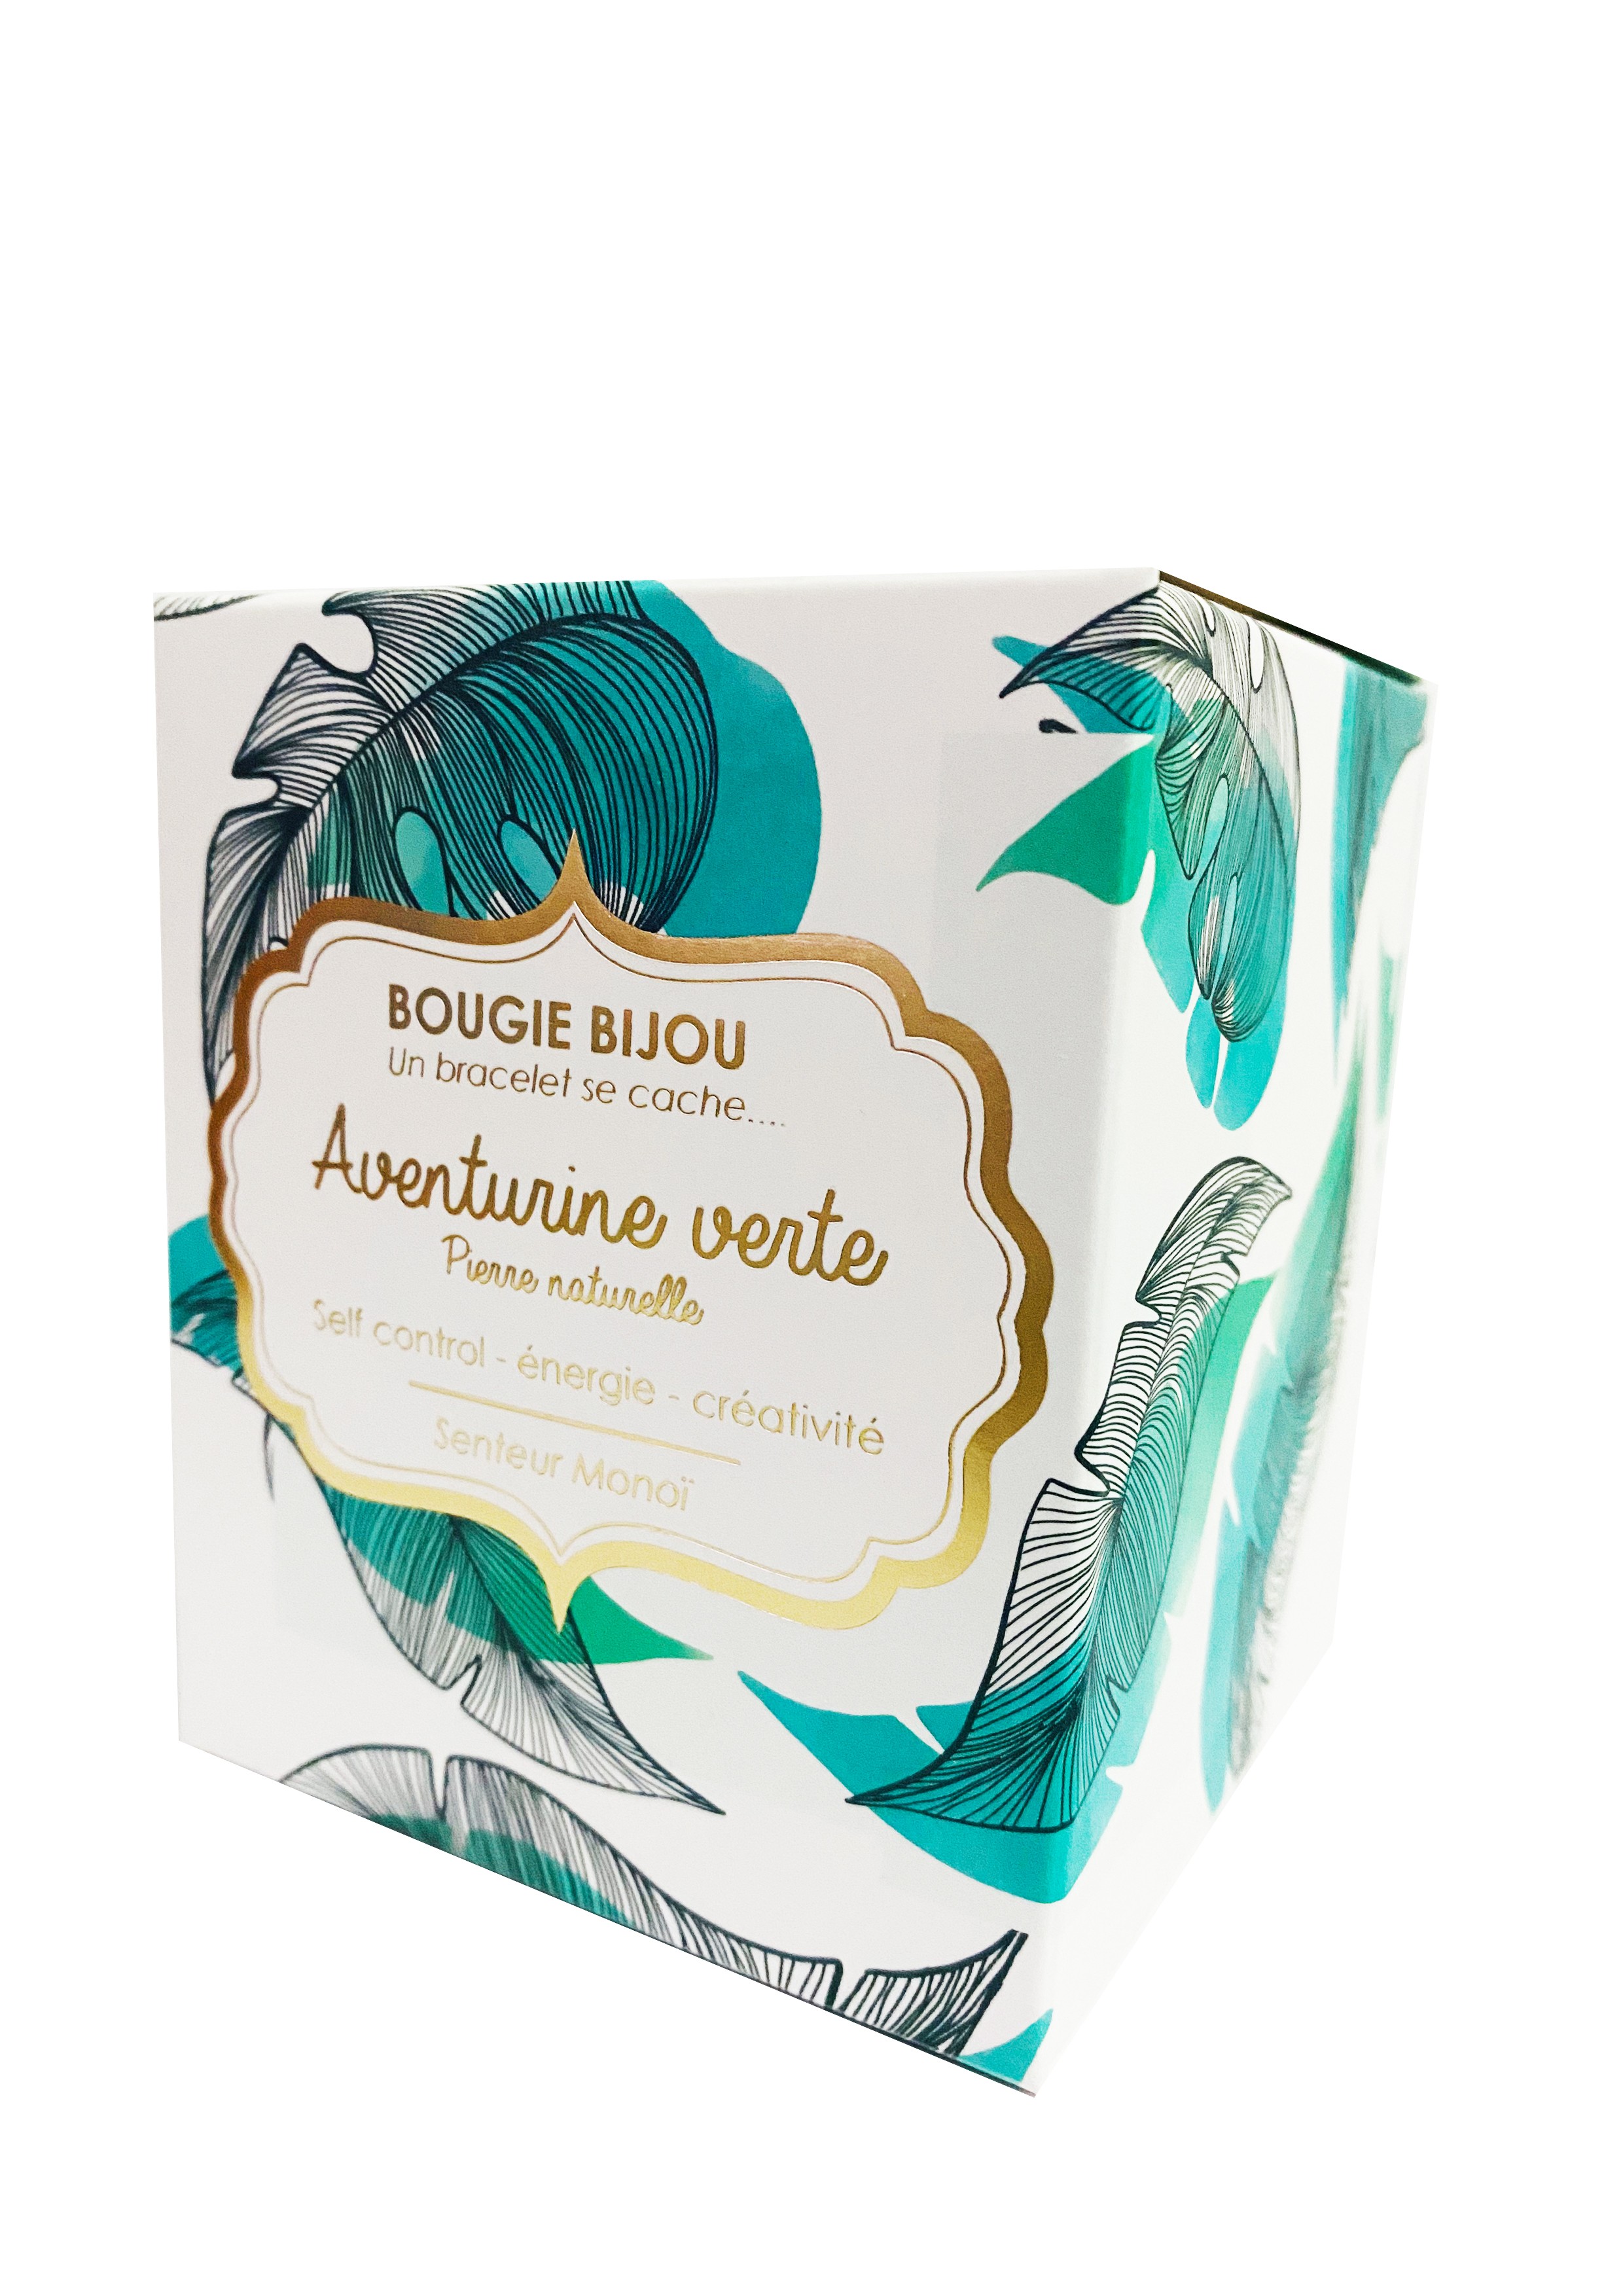 BOUGIE BIJOU
Un bracelet se cache....
Aventurine verte
Pierre naturelle
Self control - énergie - créativité
Senteur Monoï